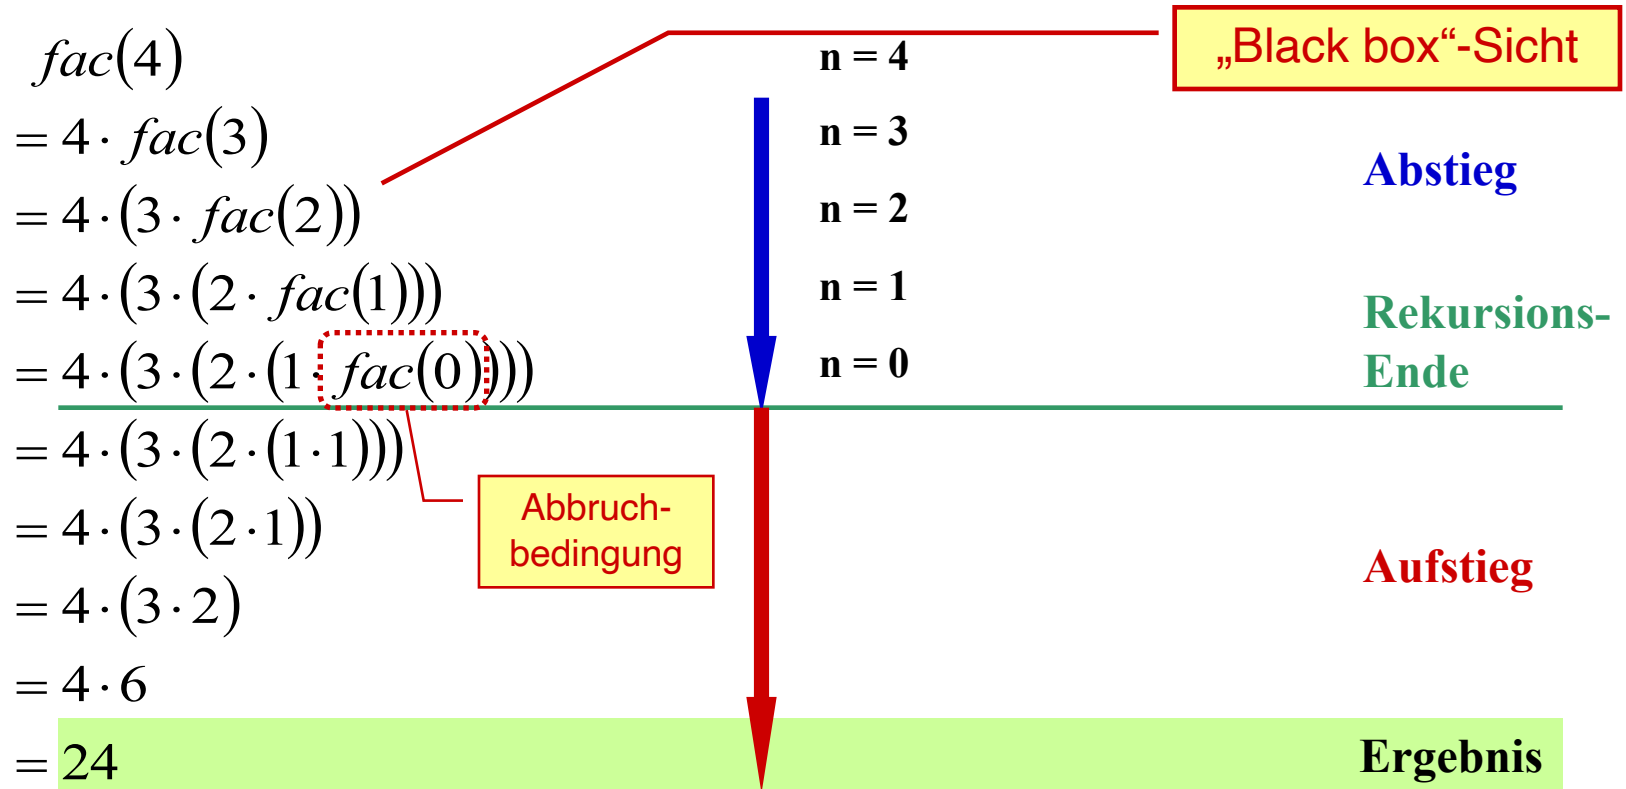 fac(4)
n = 4
„Black box“-Sicht
= 4 · fac(3)
n = 3
Abstieg
= 4 · (3 · fac(2))
n = 2
= 4 · (3 · (2 · fac(1)))
n = 1
Rekursions-
Ende
= 4 · (3 · (2 · (1 · fac(0))))
n = 0
= 4 · (3 · (2 · (1 · 1)))
Abbruch-
bedingung
= 4 · (3 · (2 · 1))
= 4 · (3 · 2)
Aufstieg
= 4 · 6
= 24
Ergebnis